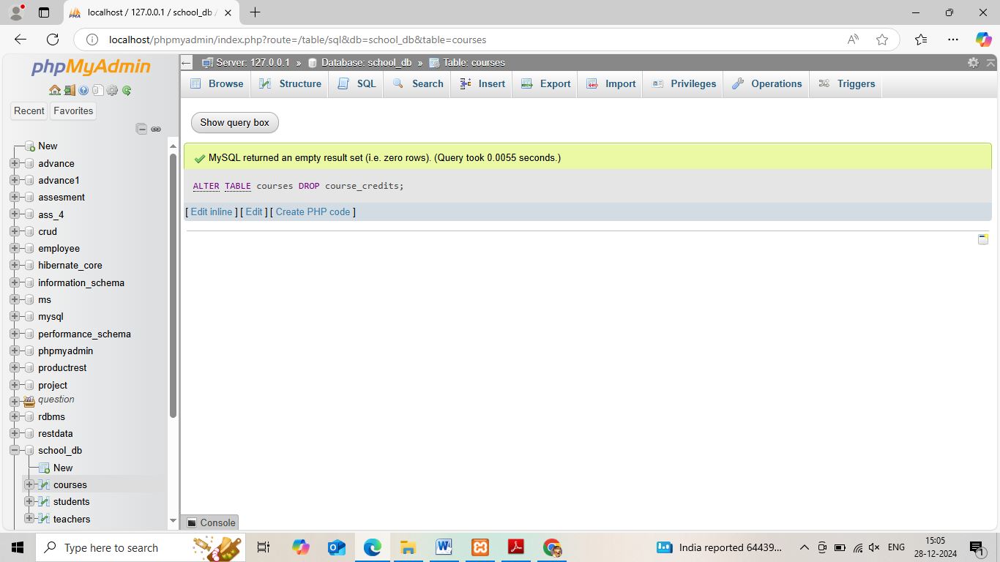 localhost / 127.0.0.1 / school_db /
localhost/phpmyadmin/index.php?route=/table/sql&db=school_db&table=courses
phpMyAdmin
Recent Favorites
New
advance
advance1
assesment
ass_4
crud
employee
hibernate_core
information_schema
ms
mysql
performance_schema
phpmyadmin
productrest
project
question
rdbms
restdata
school_db
New
courses
students
teachers
Server: 127.0.0.1 » Database: school_db » Table: courses
Browse Structure SQL Search Insert Export Import Privileges Operations Triggers
Show query box
MySQL returned an empty result set (i.e. zero rows). (Query took 0.0055 seconds.)
ALTER TABLE courses DROP course_credits;
[ Edit inline ] [ Edit ] [ Create PHP code ]
Console
Type here to search
India reported 64439...
ENG
15:05
28-12-2024
1